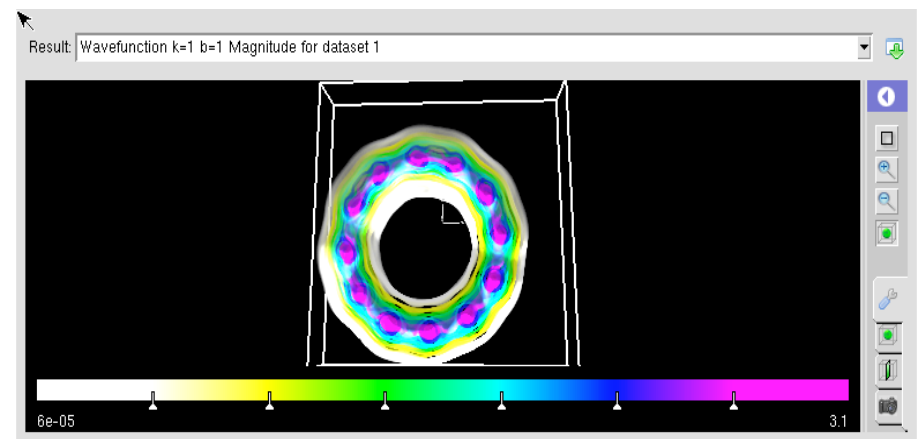 Result: Wavefunction k=1 b=1 Magnitude for dataset 1
6e-05
3.1